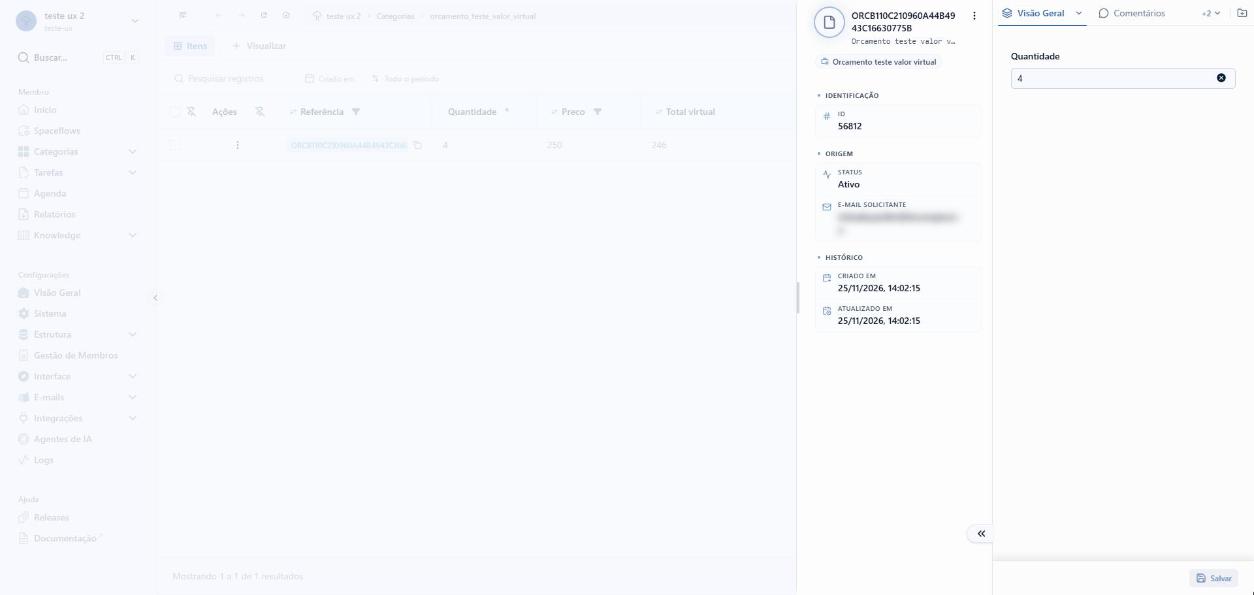 teste ux 2
teste-ux
Buscar... CTRL K
Membro
Início
Spaceflows
Categorias
Tarefas
Agenda
Relatórios
Knowledge
Configurações
Visão Geral
Sistema
Estrutura
Gestão de Membros
Interface
E-mails
Integrações
Agentes de IA
Logs
Ajuda
Releases
Documentação
teste ux 2 > Categorias > orcamento_teste_valor_virtual
Itens + Visualizar
Pesquisar registros Criado em Todo o período
Ações Referência Quantidade Preco Total virtual
4 250 246
Mostrando 1 a 1 de 1 resultados
ORCB110C210960A44B49
43C16630775B
Orcamento teste valor v…
Orcamento teste valor virtual
IDENTIFICAÇÃO
ID
56812
ORIGEM
STATUS
Ativo
E-MAIL SOLICITANTE
HISTÓRICO
CRIADO EM
25/11/2026, 14:02:15
ATUALIZADO EM
25/11/2026, 14:02:15
Visão Geral Comentários +2
Quantidade
4
Salvar